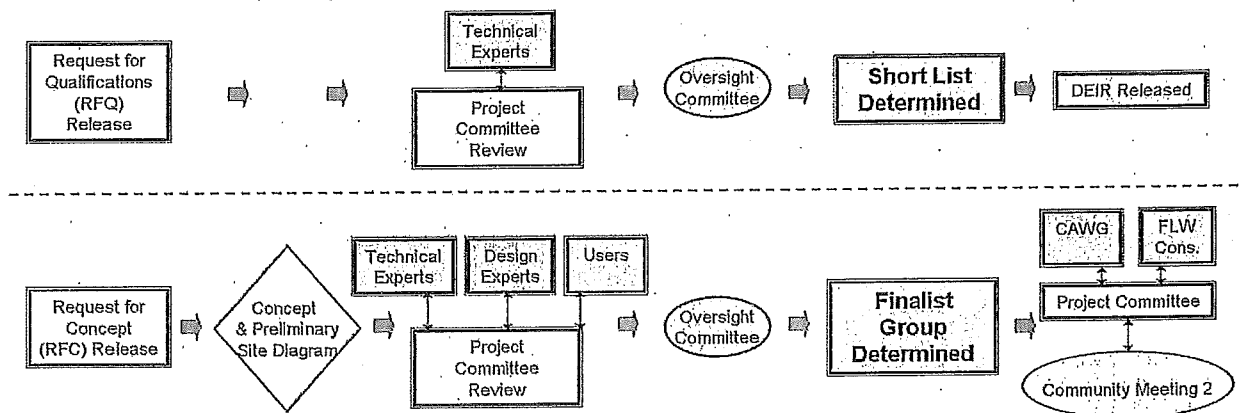 Request for
Qualifications
(RFQ)
Release
Technical
Experts
Project
Committee
Review
Oversight
Committee
Short List
Determined
DEIR Released
Request for
Concept
(RFC) Release
Concept
& Preliminary
Site Diagram
Technical
Experts
Design
Experts
Users
Project
Committee
Review
Oversight
Committee
Finalist
Group
Determined
CAWG
FLW
Cons.
Project Committee
Community Meeting 2